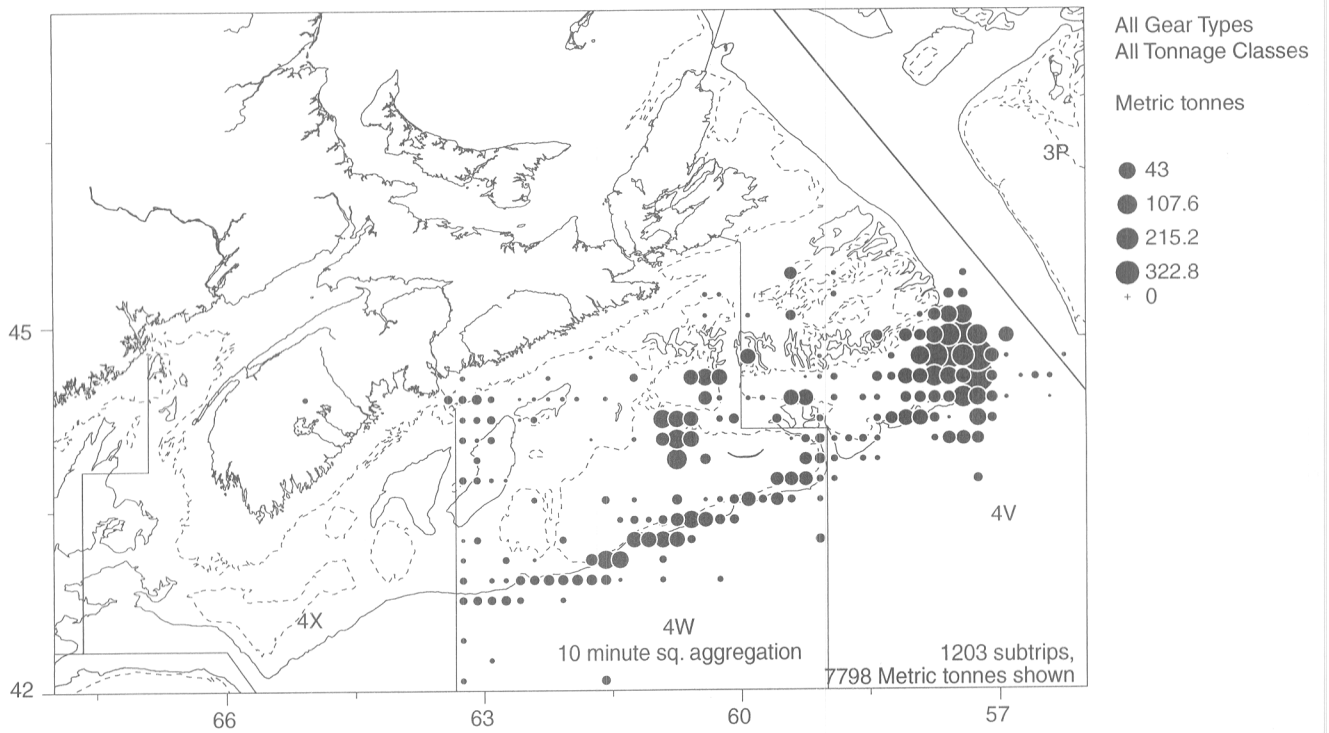 All Gear Types
All Tonnage Classes
Metric tonnes
3P
43
107.6
215.2
322.8
0
45
4V
4X
4W
10 minute sq. aggregation
1203 subtrips,
7798 Metric tonnes shown
42
66
63
60
57